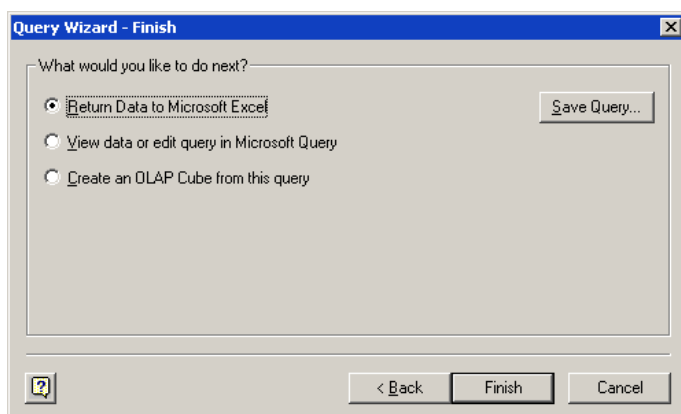 Query Wizard - Finish
What would you like to do next?
Return Data to Microsoft Excel
Save Query...
View data or edit query in Microsoft Query
Create an OLAP Cube from this query
< Back
Finish
Cancel